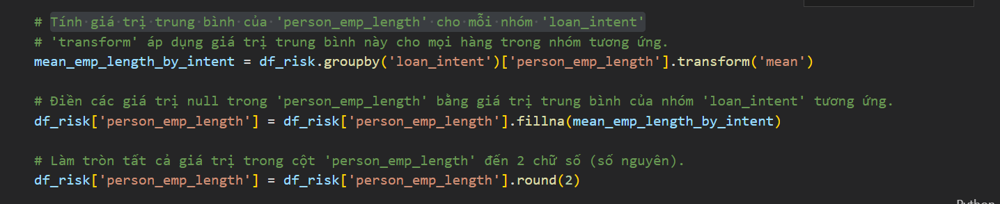 # Tính giá trị trung bình của 'person_emp_length' cho mỗi nhóm 'loan_intent'
# 'transform' áp dụng giá trị trung bình này cho mọi hàng trong nhóm tương ứng.
mean_emp_length_by_intent = df_risk.groupby('loan_intent')['person_emp_length'].transform('mean')
# Điền các giá trị null trong 'person_emp_length' bằng giá trị trung bình của nhóm 'loan_intent' tương ứng.
df_risk['person_emp_length'] = df_risk['person_emp_length'].fillna(mean_emp_length_by_intent)
# Làm tròn tất cả giá trị trong cột 'person_emp_length' đến 2 chữ số (số nguyên).
df_risk['person_emp_length'] = df_risk['person_emp_length'].round(2)
Python